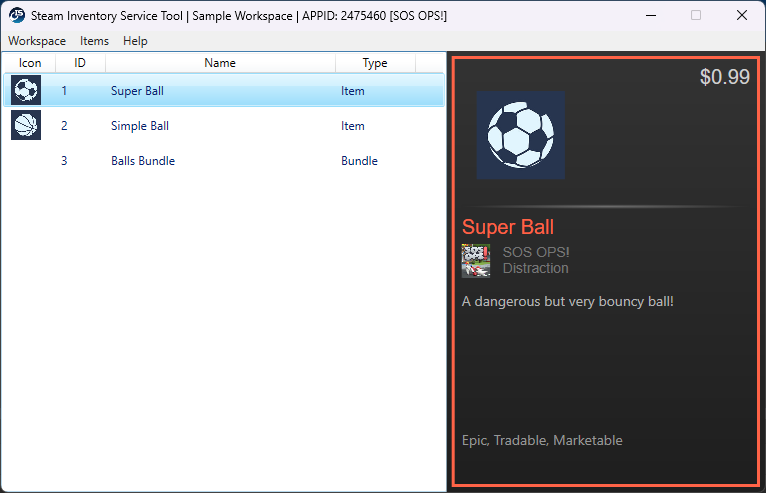 Steam Inventory Service Tool | Sample Workspace | APPID: 2475460 [SOS OPS!]
Workspace Items Help
Icon ID Name Type
1 Super Ball Item
2 Simple Ball Item
3 Balls Bundle Bundle
$0.99
Super Ball
SOS OPS!
Distraction
A dangerous but very bouncy ball!
Epic, Tradable, Marketable